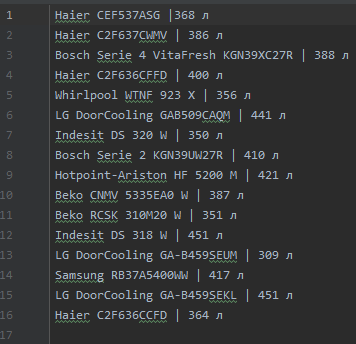 1 Haier CEF537ASG |368 л
2 Haier C2F637CWMV | 386 л
3 Bosch Serie 4 VitaFresh KGN39XC27R | 388 л
4 Haier C2F636CFFD | 400 л
5 Whirlpool WTNF 923 X | 356 л
6 LG DoorCooling GAB509CAQM | 441 л
7 Indesit DS 320 W | 350 л
8 Bosch Serie 2 KGN39UW27R | 410 л
9 Hotpoint-Ariston HF 5200 M | 421 л
10 Beko CNMV 5335EA0 W | 387 л
11 Beko RCSK 310M20 W | 351 л
12 Indesit DS 318 W | 451 л
13 LG DoorCooling GA-B459SEUM | 309 л
14 Samsung RB37A5400WW | 417 л
15 LG DoorCooling GA-B459SEKL | 451 л
16 Haier C2F636CCFD | 364 л
17